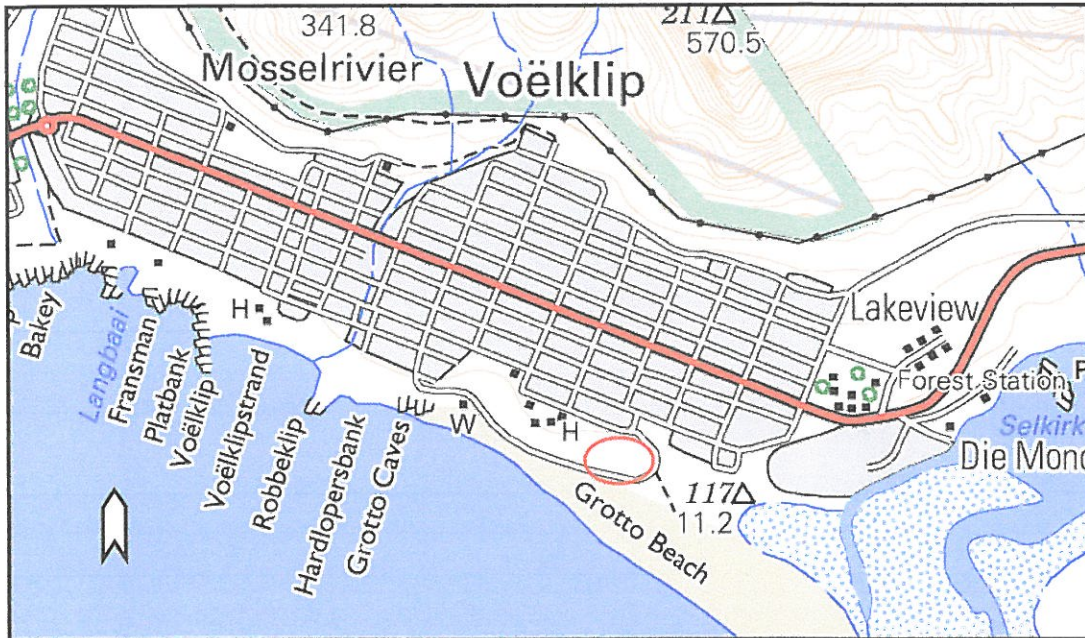 341.8
211△
570.5
Mosselrivier
Voëlklip
Lakeview
Forest Station
Selkirk
Die Mond
P
Bakey
Langbaai
Fransman
Platbank
Voëlklip
Voëlklipstrand
Robbeklip
Hardlopersbank
Grotto Caves
H
W
H
117△
11.2
Grotto Beach